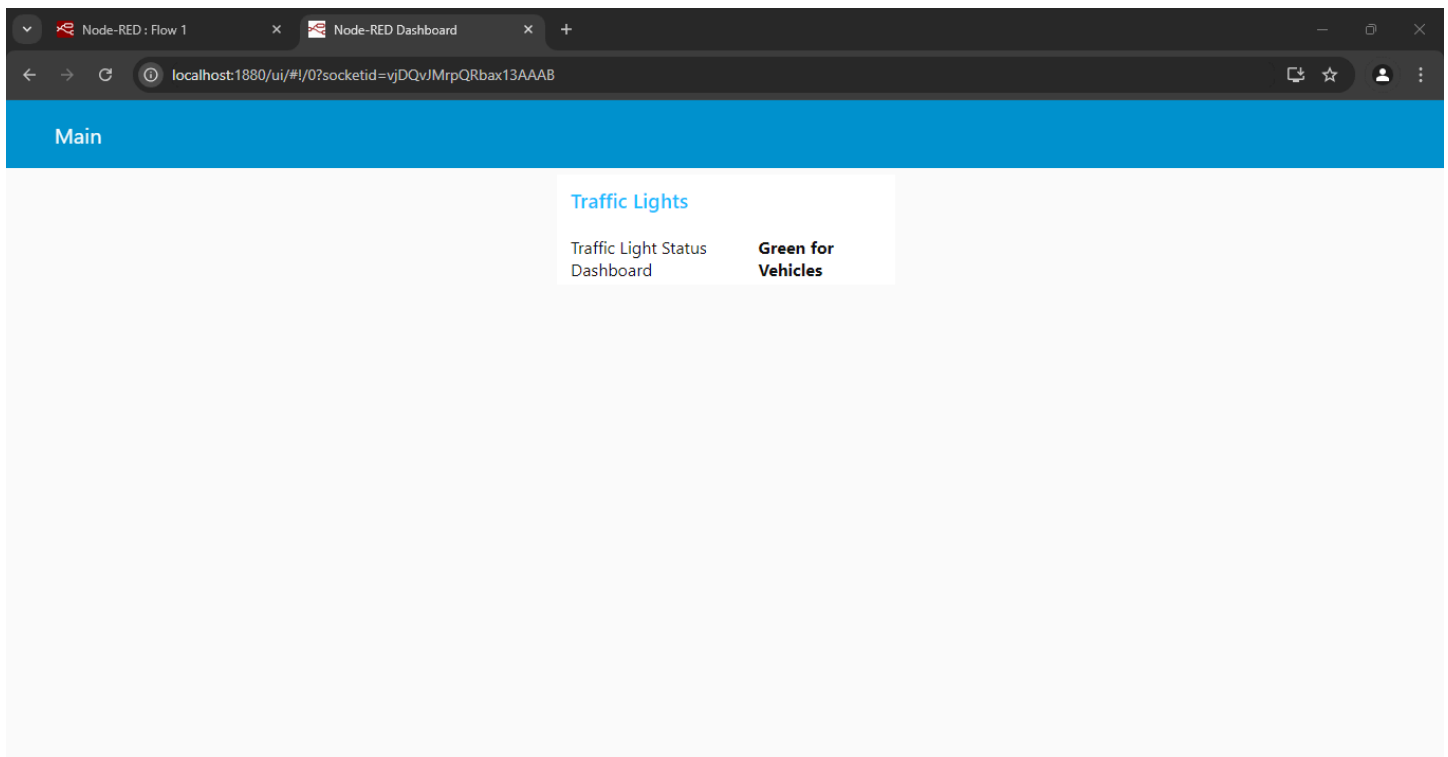 Node-RED : Flow 1
Node-RED Dashboard
localhost:1880/ui/#!/0?socketid=vjDQvJMrpQRbax13AAAB
Main
Traffic Lights
Traffic Light Status
Dashboard
Green for
Vehicles